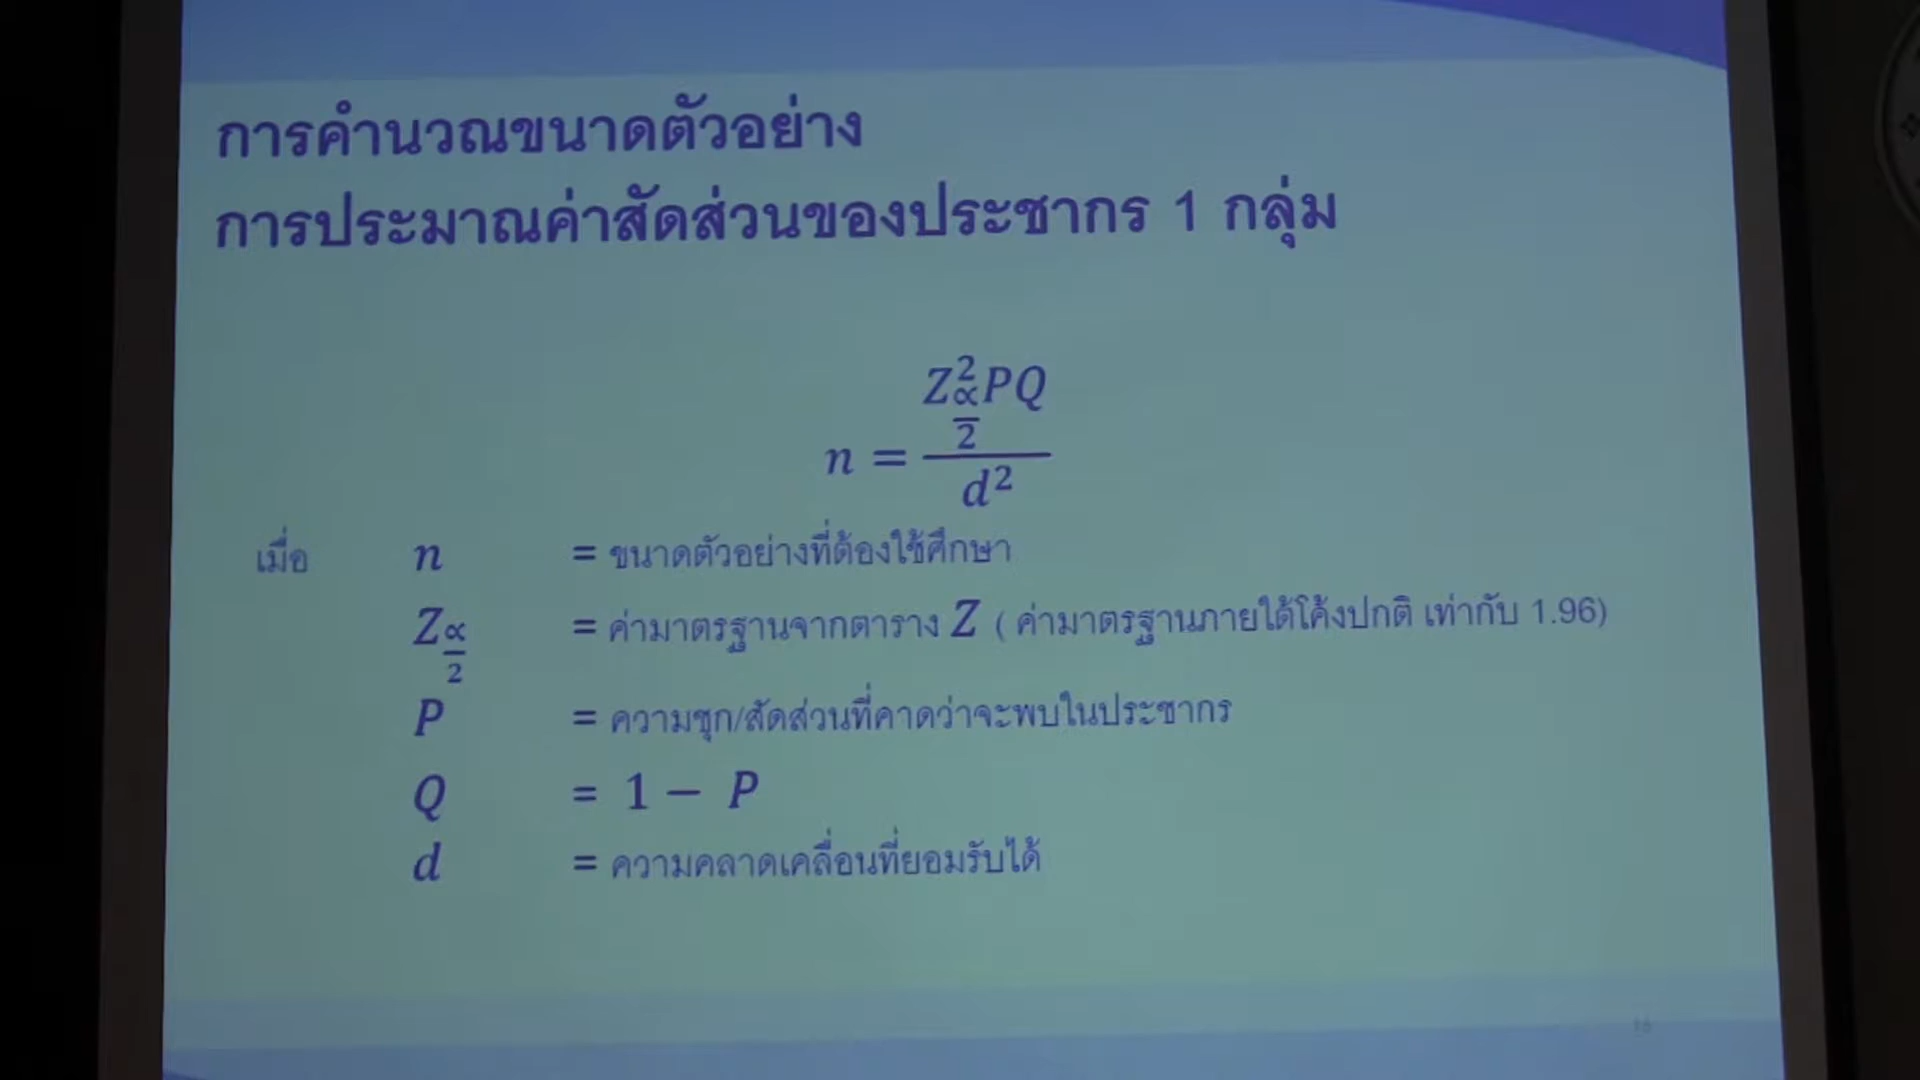 การคำนวณขนาดตัวอย่าง
การประมาณค่าสัดส่วนของประชากร 1 กลุ่ม
n = Z²_{∝/2}PQ / d²
เมื่อ n = ขนาดตัวอย่างที่ต้องใช้ศึกษา
Z_{∝/2} = ค่ามาตรฐานจากตาราง Z ( ค่ามาตรฐานภายใต้โค้งปกติ เท่ากับ 1.96)
P = ความชุก/สัดส่วนที่คาดว่าจะพบในประชากร
Q = 1 − P
d = ความคลาดเคลื่อนที่ยอมรับได้